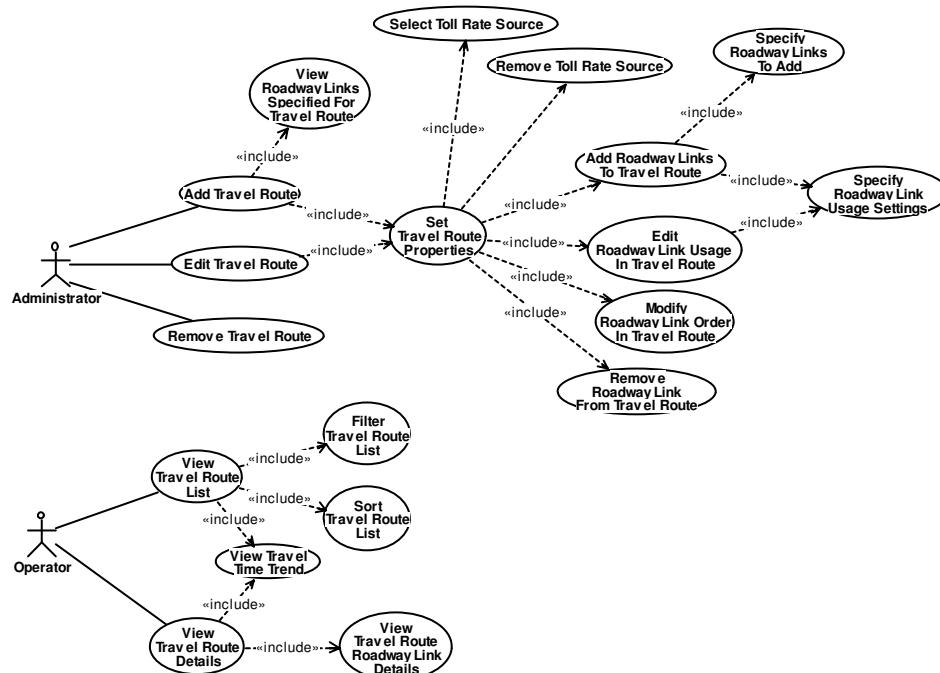 Select Toll Rate Source
Specify
Roadway Links
To Add
View
Roadway Links
Specified For
Travel Route
Remove Toll Rate Source
«include»
«include»
«include»
Add Roadway Links
To Travel Route
Add Travel Route
Specify
Roadway Link
Usage Settings
«include»
«include»
«include»
Set
Travel Route
Properties
«include»
«include»
Edit
Roadway Link Usage
In Travel Route
Edit Travel Route
«include»
Administrator
«include»
Modify
Roadway Link Order
In Travel Route
«include»
Remove Travel Route
Remove
Roadway Link
From Travel Route
Filter
Travel Route
List
«include»
View
Travel Route
List
«include»
Sort
Travel Route
List
«include»
View Travel
Time Trend
Operator
«include»
View
Travel Route
Details
«include»
View
Travel Route
Roadway Link
Details